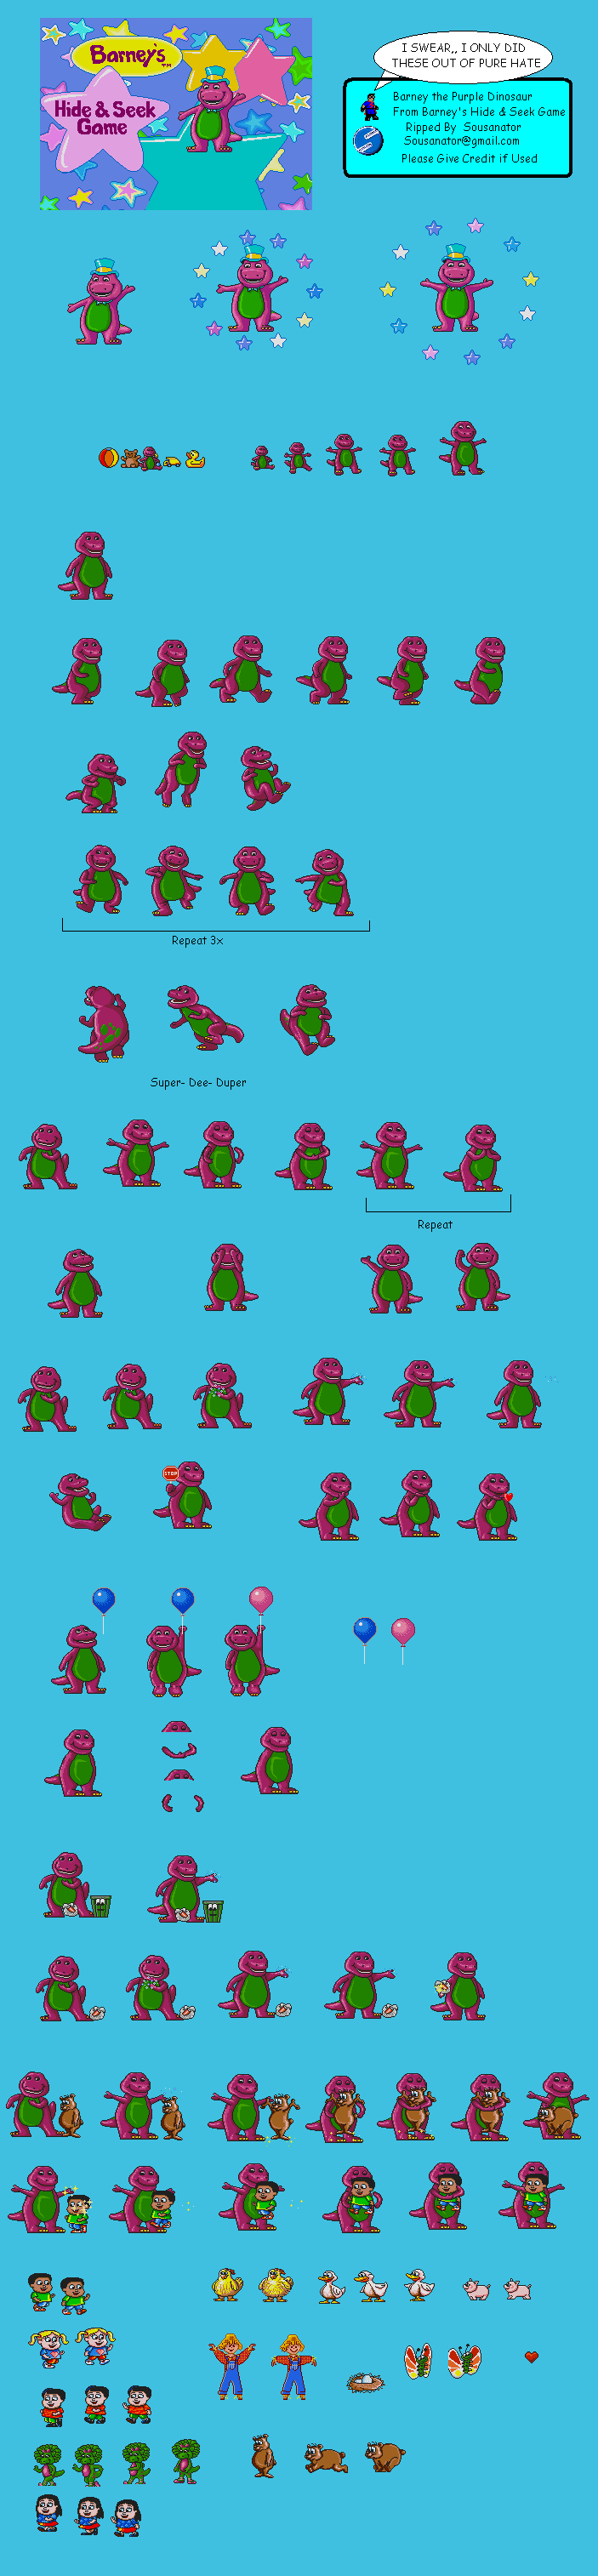 Barney's™
Hide & Seek
Game
I SWEAR,, I ONLY DID
THESE OUT OF PURE HATE
Barney the Purple Dinosaur
From Barney's Hide & Seek Game
Ripped By Sousanator
Sousanator@gmail.com
Please Give Credit if Used
Repeat 3x
Super- Dee- Duper
Repeat
STOP